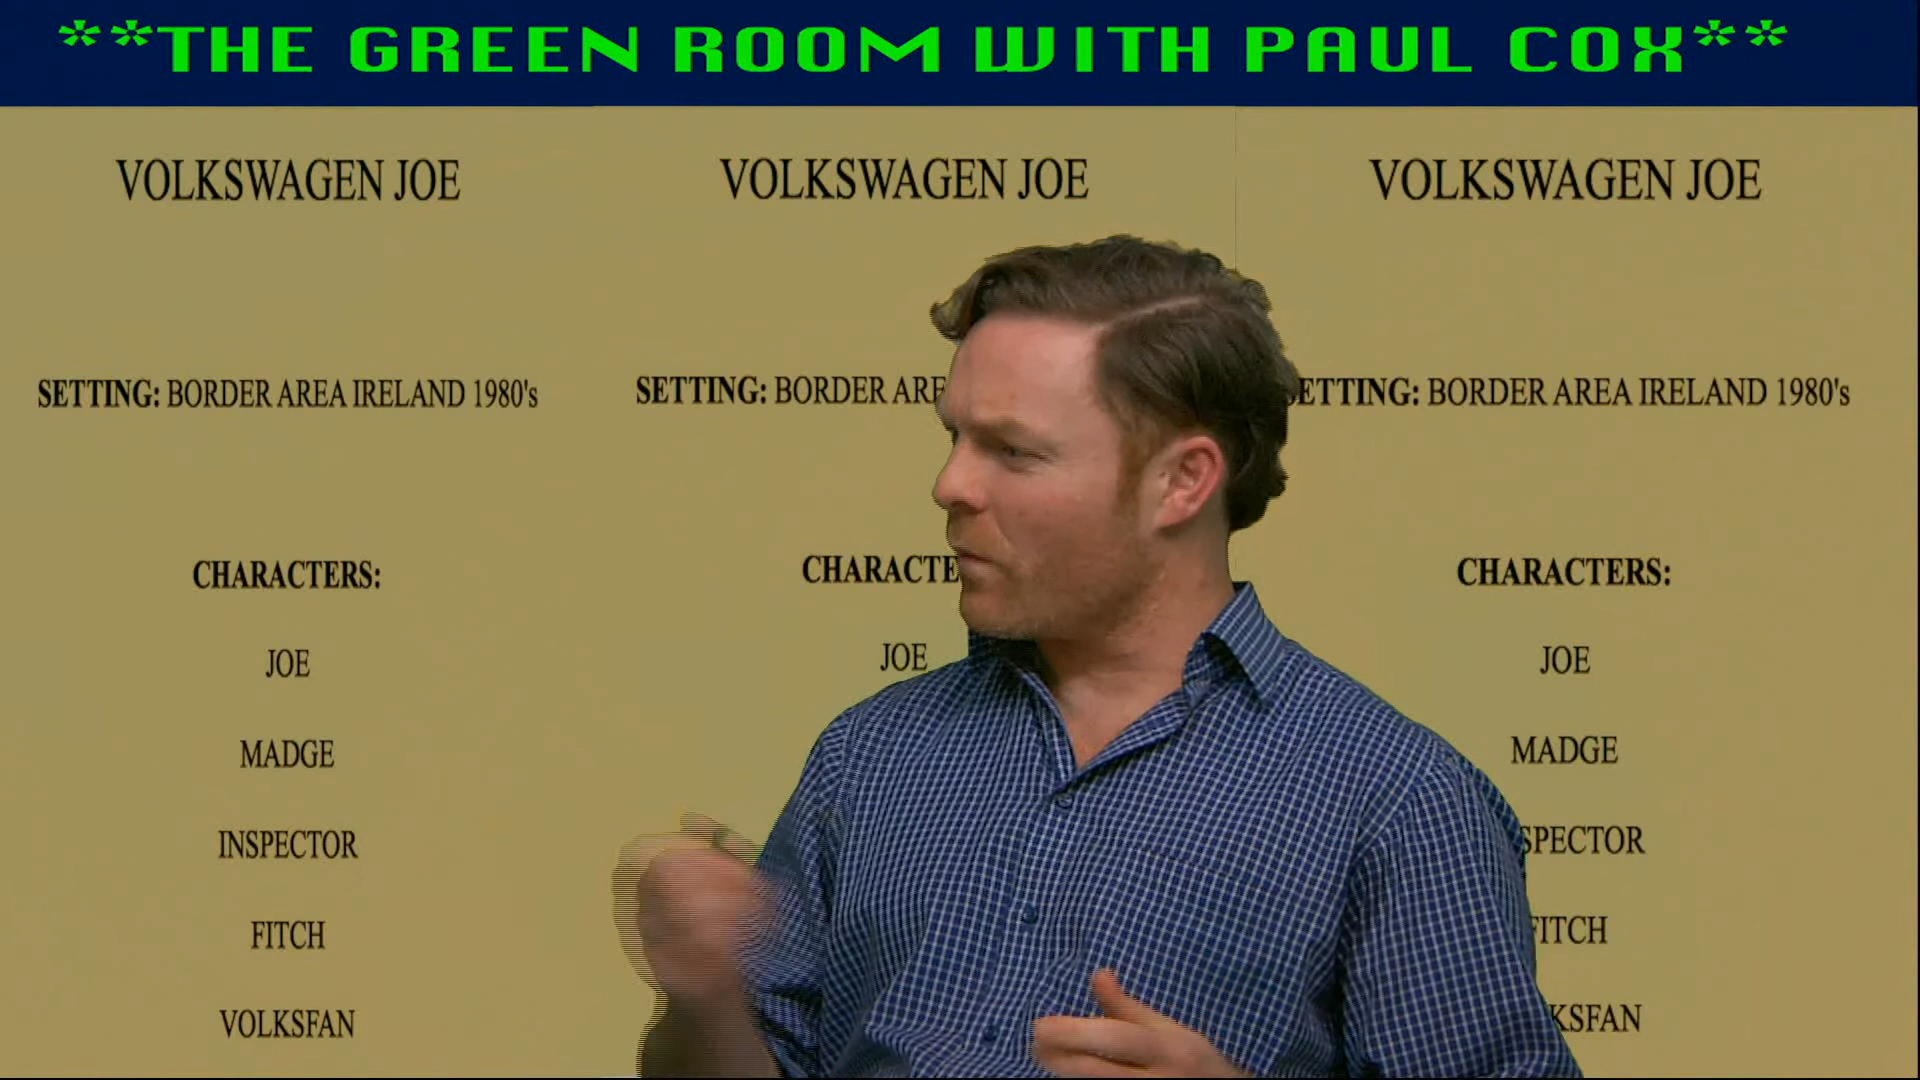 **THE GREEN ROOM WITH PAUL COX**
VOLKSWAGEN JOE
SETTING: BORDER AREA IRELAND 1980's
CHARACTERS:
JOE
MADGE
INSPECTOR
FITCH
VOLKSFAN
VOLKSWAGEN JOE
SETTING: BORDER ARE
CHARACTE
JOE
VOLKSWAGEN JOE
ETTING: BORDER AREA IRELAND 1980's
CHARACTERS:
JOE
MADGE
SPECTOR
FITCH
KSFAN